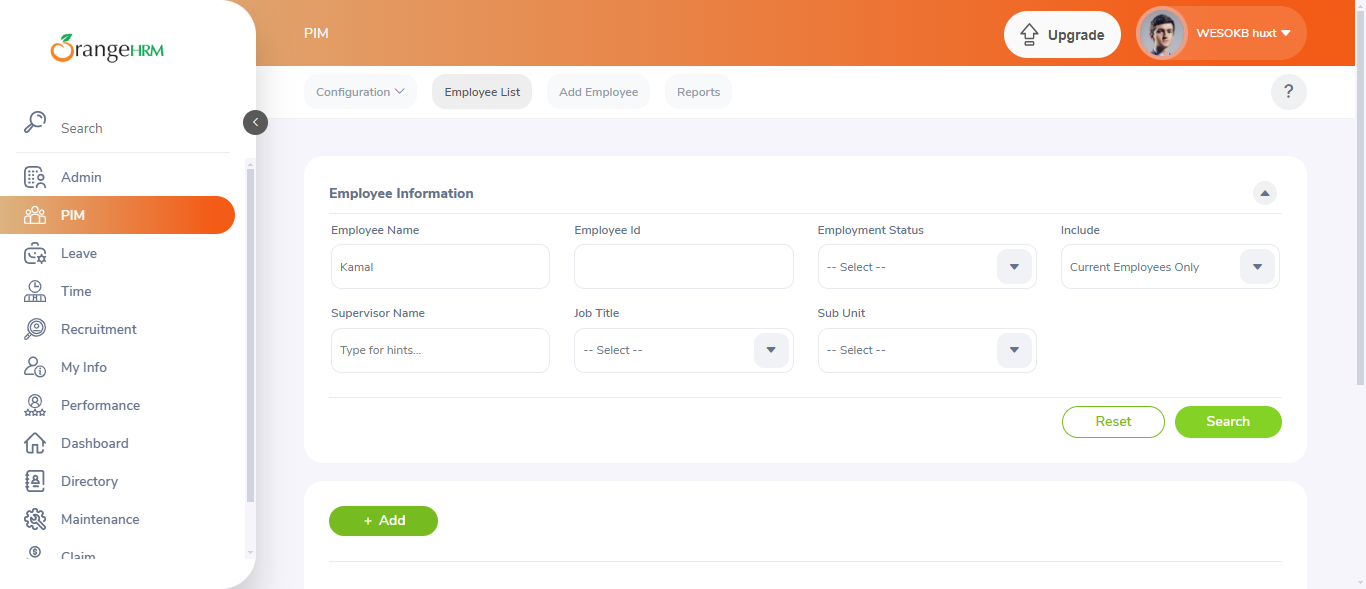 OrangeHRM
PIM
Upgrade
WESOKB huxt
Configuration
Employee List
Add Employee
Reports
?
Search
Admin
PIM
Leave
Time
Recruitment
My Info
Performance
Dashboard
Directory
Maintenance
Claim
Employee Information
Employee Name
Employee Id
Employment Status
Include
Kamal
-- Select --
Current Employees Only
Supervisor Name
Job Title
Sub Unit
Type for hints...
-- Select --
-- Select --
Reset
Search
+ Add